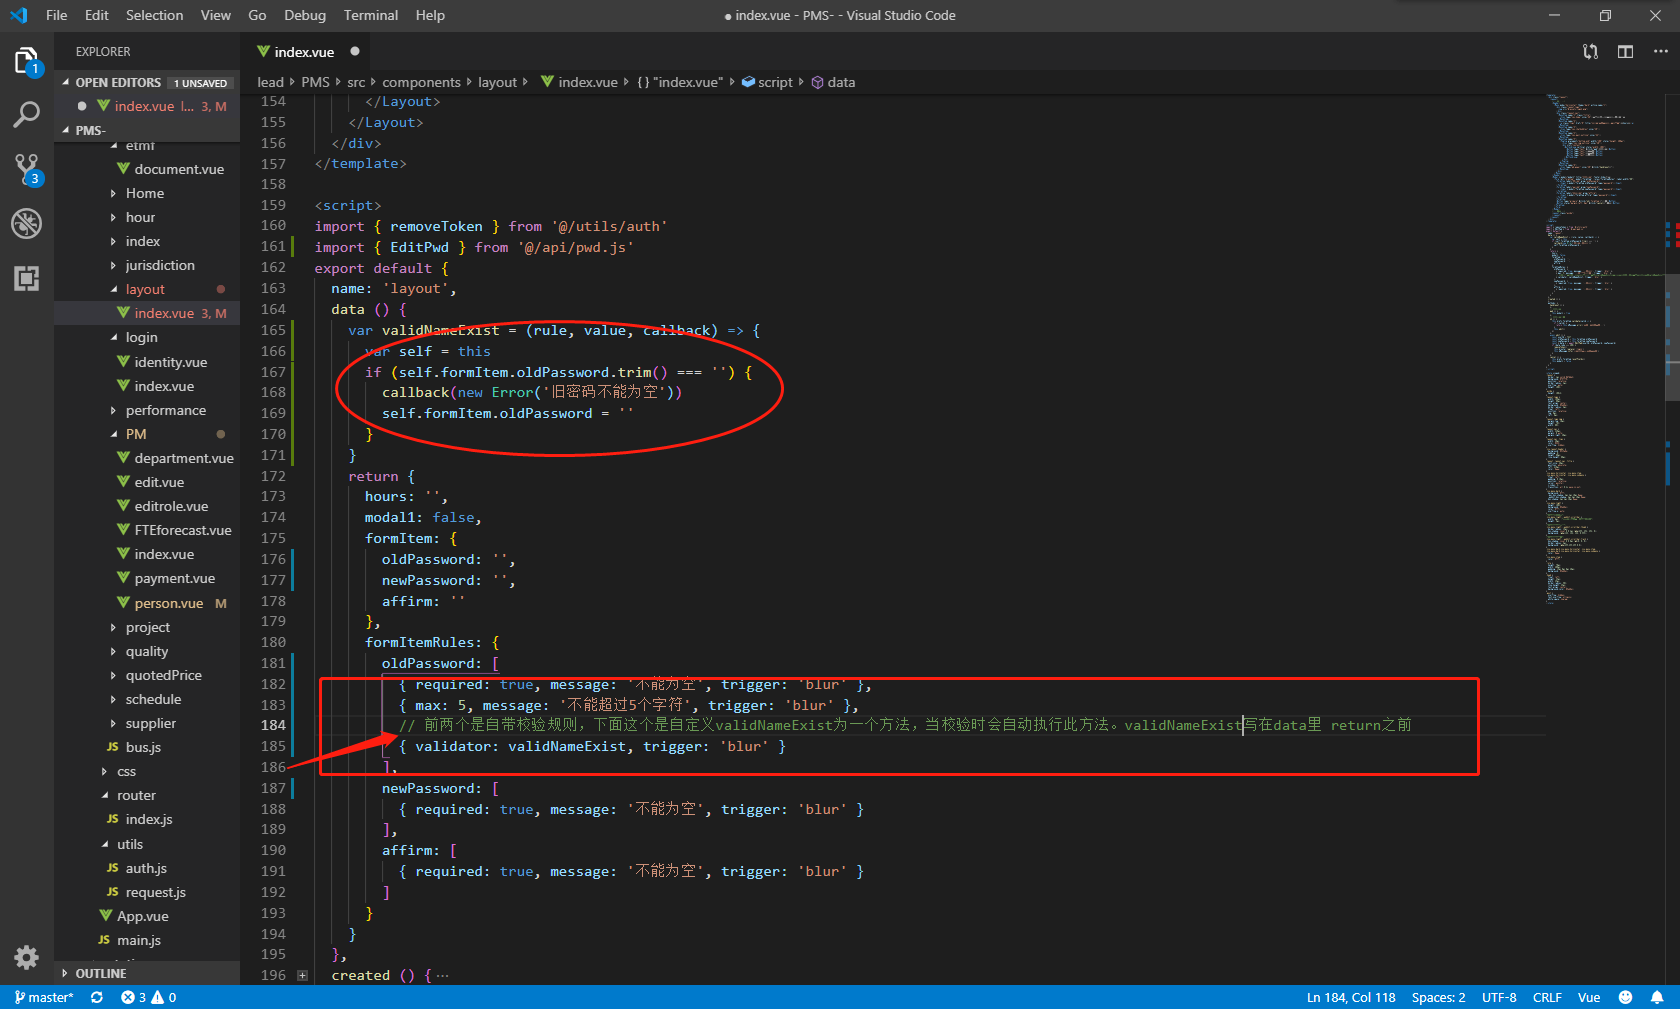 File Edit Selection View Go Debug Terminal Help
● index.vue - PMS- - Visual Studio Code
EXPLORER
OPEN EDITORS 1 UNSAVED
index.vue l... 3, M
PMS-
etmf
document.vue
Home
hour
index
jurisdiction
layout
index.vue 3, M
login
identity.vue
index.vue
performance
PM
department.vue
edit.vue
editrole.vue
FTEforecast.vue
index.vue
payment.vue
person.vue M
project
quality
quotedPrice
schedule
supplier
bus.js
css
router
index.js
utils
auth.js
request.js
App.vue
main.js
OUTLINE
1
3
index.vue ●
lead PMS src components layout index.vue {} "index.vue" script data
154 </Layout>
155 </Layout>
156 </div>
157 </template>
158
159 <script>
160 import { removeToken } from '@/utils/auth'
161 import { EditPwd } from '@/api/pwd.js'
162 export default {
163 name: 'layout',
164 data () {
165 var validNameExist = (rule, value, callback) => {
166 var self = this
167 if (self.formItem.oldPassword.trim() === '') {
168 callback(new Error('旧密码不能为空'))
169 self.formItem.oldPassword = ''
170 }
171 }
172 return {
173 hours: '',
174 modal1: false,
175 formItem: {
176 oldPassword: '',
177 newPassword: '',
178 affirm: ''
179 },
180 formItemRules: {
181 oldPassword: [
182 { required: true, message: '不能为空', trigger: 'blur' },
183 { max: 5, message: '不能超过5个字符', trigger: 'blur' },
184 // 前两个是自带校验规则，下面这个是自定义validNameExist为一个方法，当校验时会自动执行此方法。validNameExist写在data里 return之前
185 { validator: validNameExist, trigger: 'blur' }
186 ],
187 newPassword: [
188 { required: true, message: '不能为空', trigger: 'blur' }
189 ],
190 affirm: [
191 { required: true, message: '不能为空', trigger: 'blur' }
192 ]
193 }
194 }
195 },
196 created () { ...
master* 3 0
Ln 184, Col 118 Spaces: 2 UTF-8 CRLF Vue